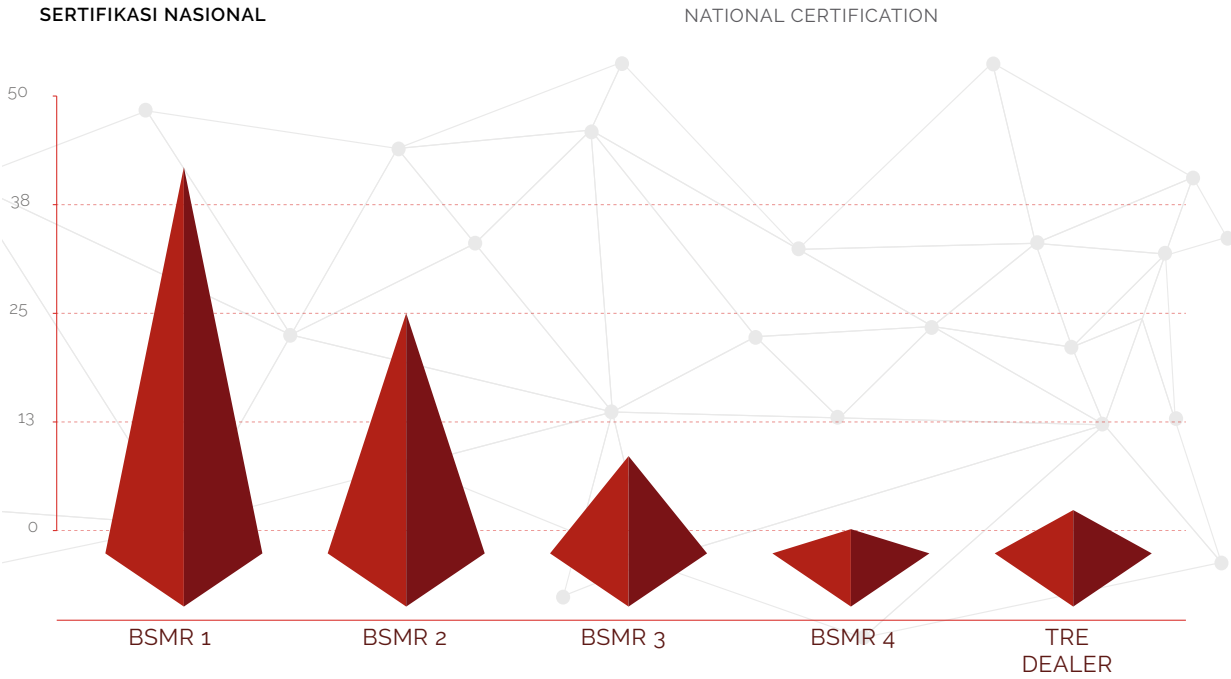 SERTIFIKASI NASIONAL
NATIONAL CERTIFICATION
50
38
25
13
0
BSMR 1
BSMR 2
BSMR 3
BSMR 4
TRE
DEALER